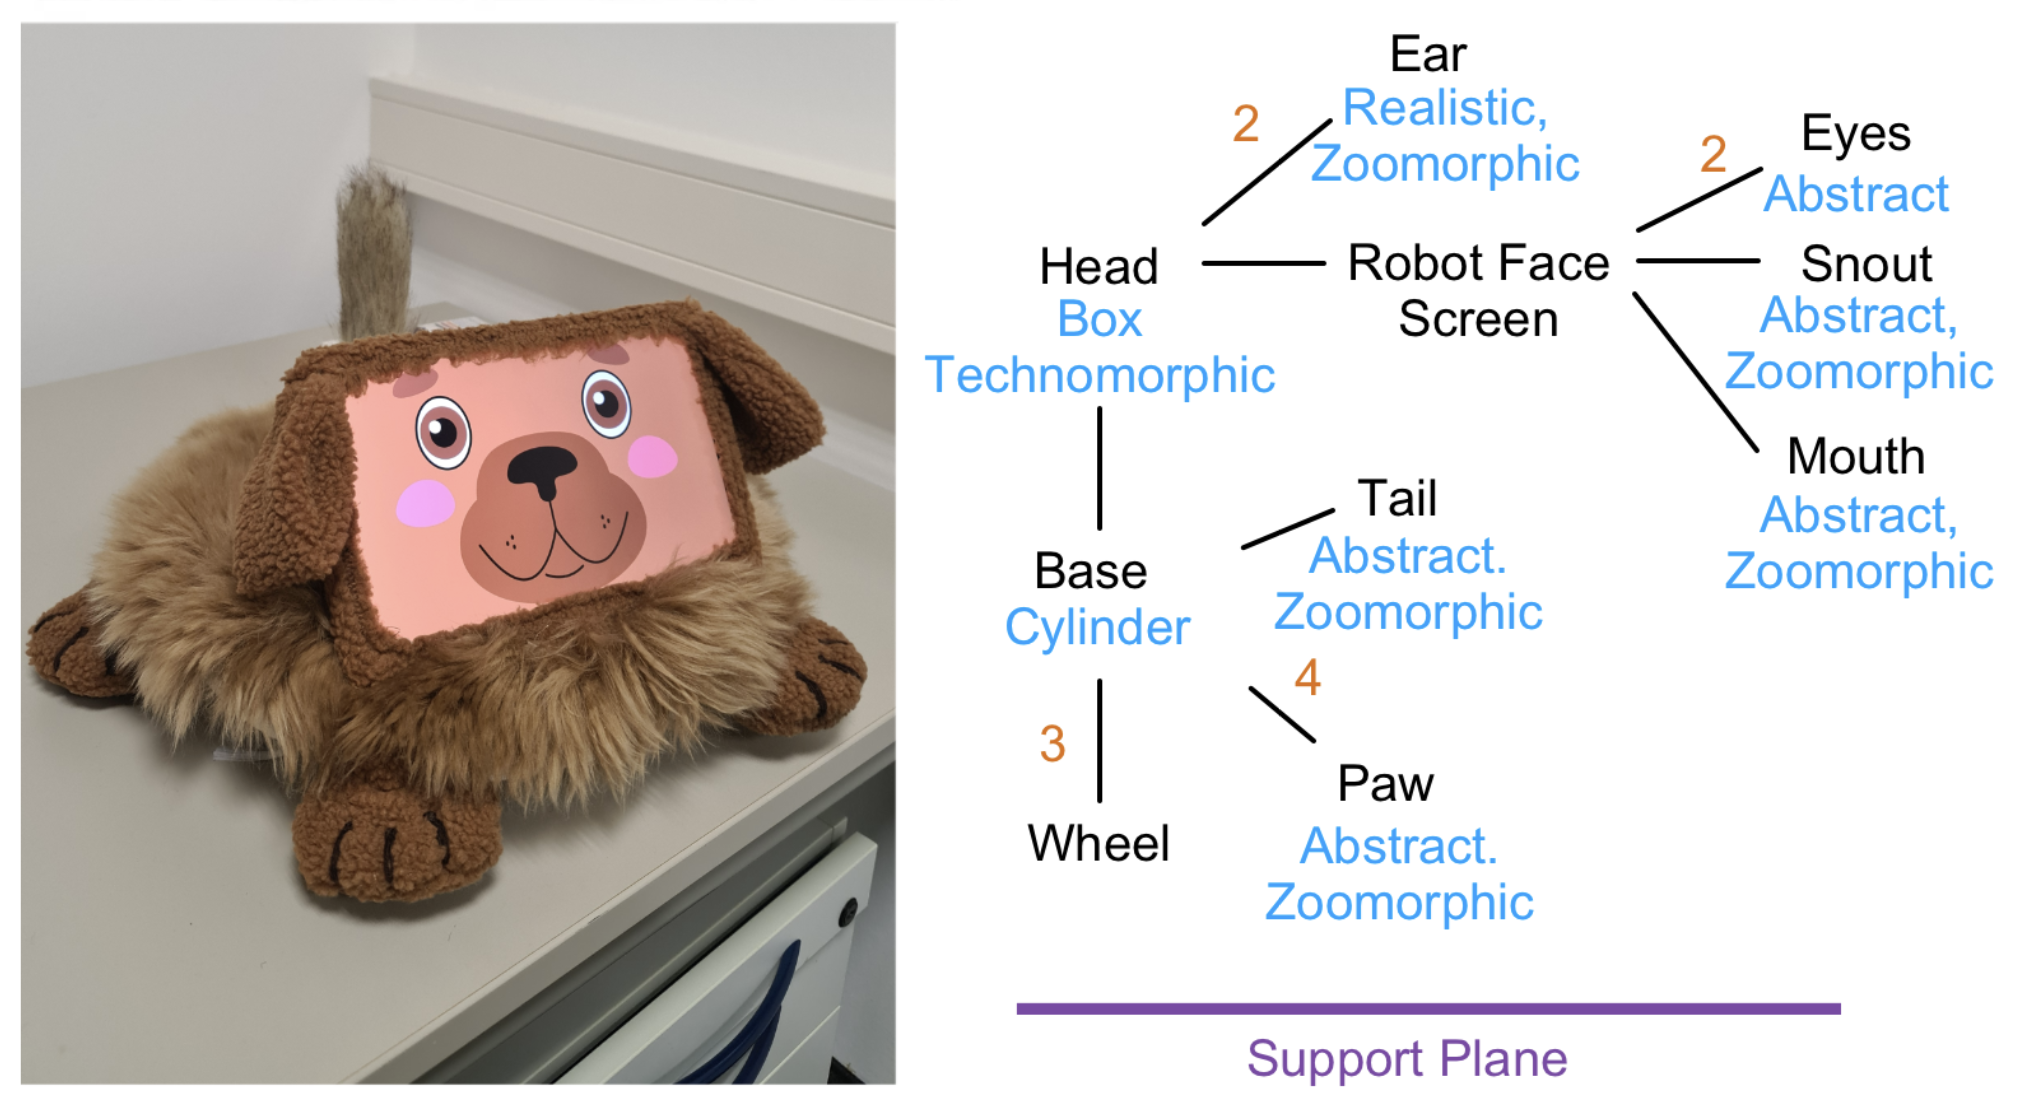 Ear
Realistic,
Zoomorphic
2
Eyes
2
Abstract
Head
Box
Technomorphic
Robot Face
Screen
Snout
Abstract,
Zoomorphic
Mouth
Abstract,
Zoomorphic
Base
Cylinder
Tail
Abstract.
Zoomorphic
4
3
Paw
Abstract.
Zoomorphic
Wheel
Support Plane